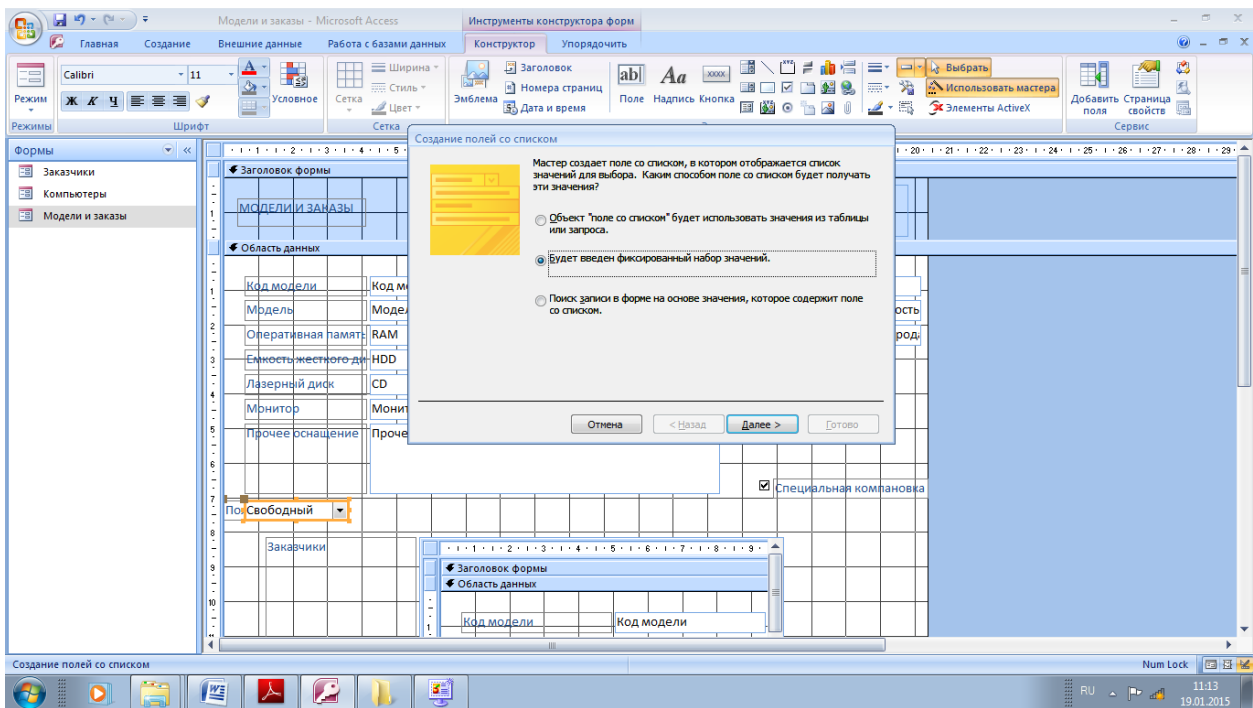 Модели и заказы - Microsoft Access
Инструменты конструктора форм
Главная Создание Внешние данные Работа с базами данных Конструктор Упорядочить
Режим
Режимы
Calibri 11
Ж К Ч
Условное
Шрифт
Сетка
Ширина
Стиль
Цвет
Сетка
Эмблема
Заголовок
Номера страниц
Дата и время
ab|
Поле
Aa
Надпись
XXXX
Кнопка
Выбрать
Использовать мастера
Элементы ActiveX
Добавить поля
Страница свойств
Сервис
Формы
Заказчики
Компьютеры
Модели и заказы
Заголовок формы
МОДЕЛИ И ЗАКАЗЫ
Область данных
Код модели Код м
Модель Модел
Оперативная память RAM
Емкость жесткого ди HDD
Лазерный диск CD
Монитор Монит
Прочее оснащение Проче
ость
род
Специальная компановка
По Свободный
Заказчики
Заголовок формы
Область данных
Код модели Код модели
Создание полей со списком
Мастер создает поле со списком, в котором отображается список
значений для выбора. Каким способом поле со списком будет получать
эти значения?
Объект "поле со списком" будет использовать значения из таблицы
или запроса.
Будет введен фиксированный набор значений.
Поиск записи в форме на основе значения, которое содержит поле
со списком.
Отмена < Назад Далее > Готово
Создание полей со списком
Num Lock
RU
11:13
19.01.2015